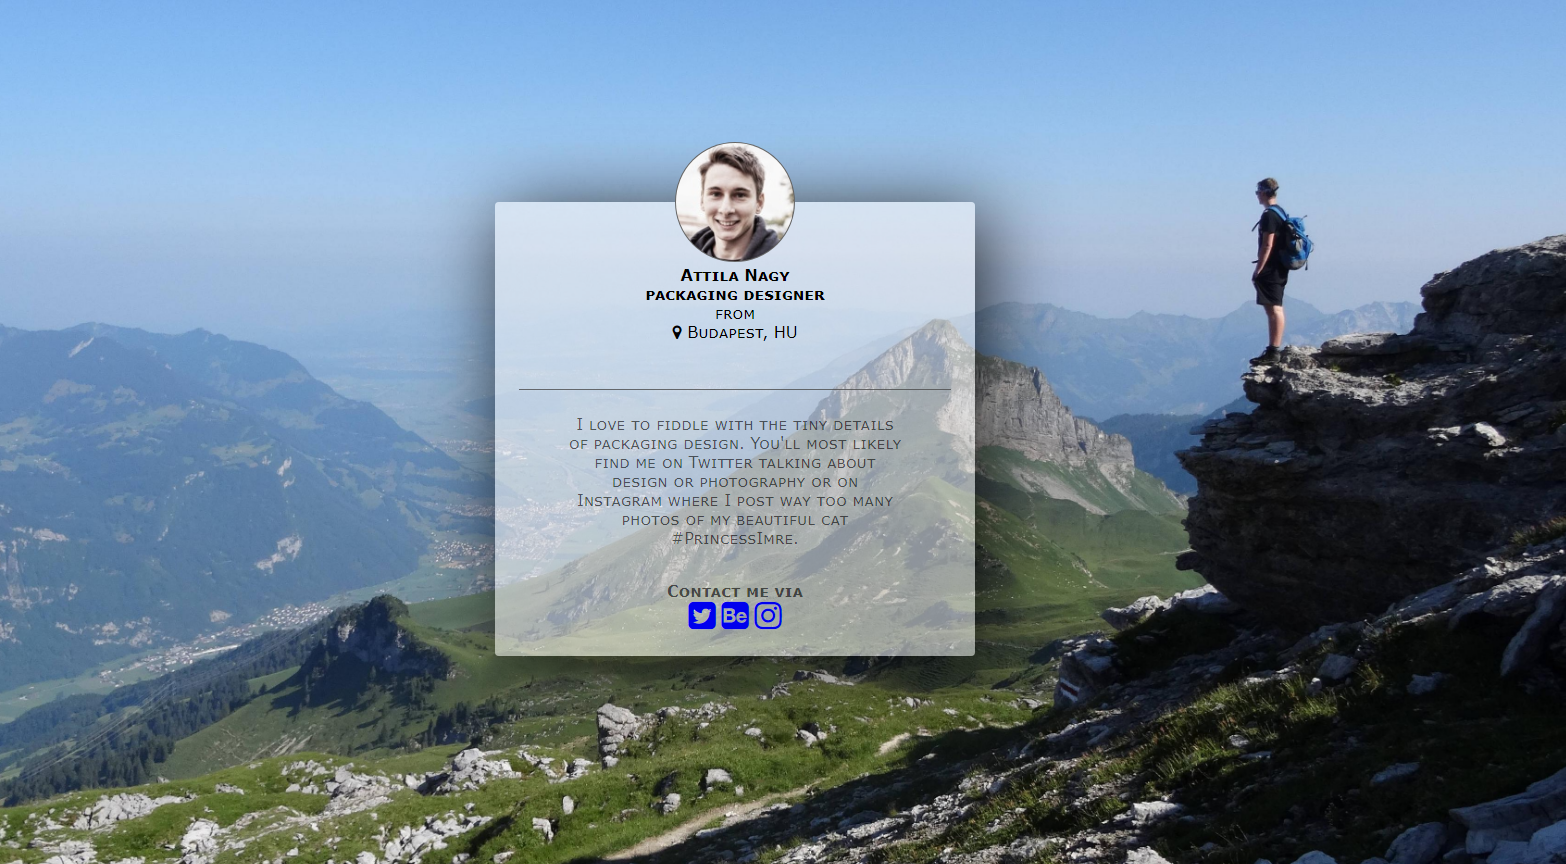 Attila Nagy
packaging designer
from
Budapest, HU
I love to fiddle with the tiny details
of packaging design. You'll most likely
find me on Twitter talking about
design or photography or on
Instagram where I post way too many
photos of my beautiful cat
#PrincessImre.
Contact me via
Bē